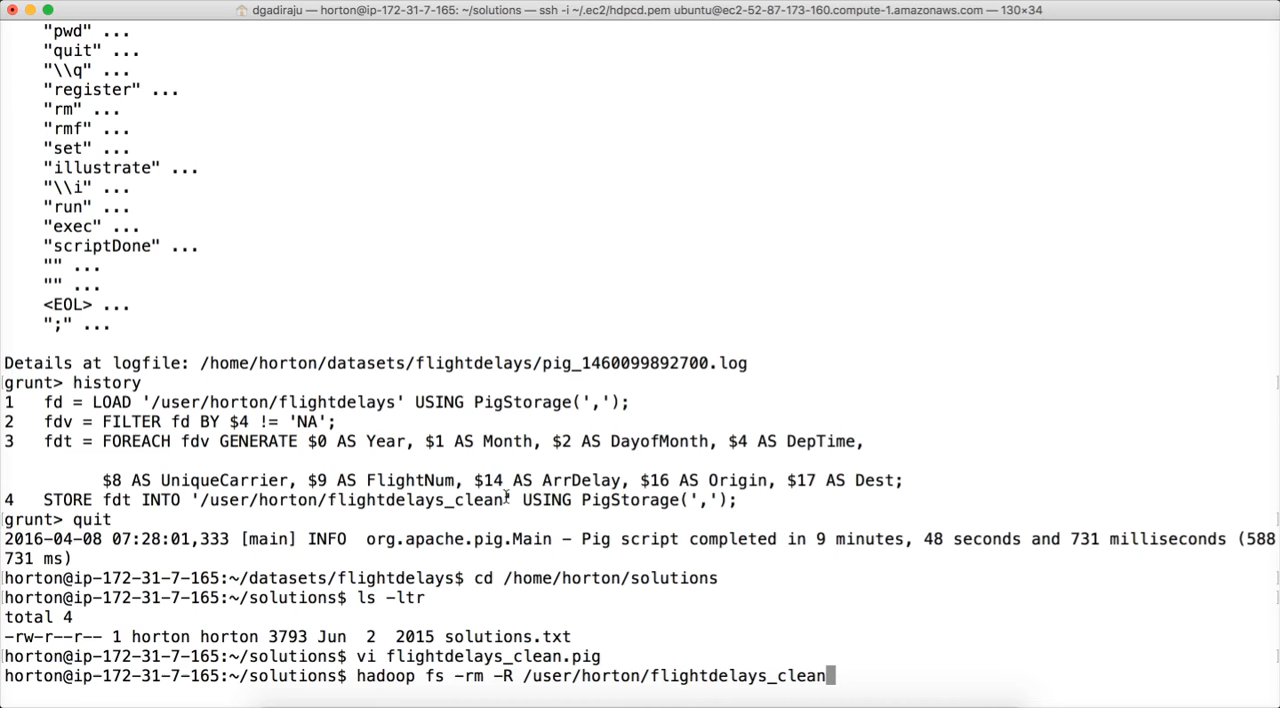 dgadiraju — horton@ip-172-31-7-165: ~/solutions — ssh -i ~/.ec2/hdpcd.pem ubuntu@ec2-52-87-173-160.compute-1.amazonaws.com — 130×34
"pwd" ...
"quit" ...
"\\q" ...
"register" ...
"rm" ...
"rmf" ...
"set" ...
"illustrate" ...
"\\i" ...
"run" ...
"exec" ...
"scriptDone" ...
"" ...
"" ...
<EOL> ...
";" ...
Details at logfile: /home/horton/datasets/flightdelays/pig_1460099892700.log
grunt> history
1   fd = LOAD '/user/horton/flightdelays' USING PigStorage(',');
2   fdv = FILTER fd BY $4 != 'NA';
3   fdt = FOREACH fdv GENERATE $0 AS Year, $1 AS Month, $2 AS DayofMonth, $4 AS DepTime,
$8 AS UniqueCarrier, $9 AS FlightNum, $14 AS ArrDelay, $16 AS Origin, $17 AS Dest;
4   STORE fdt INTO '/user/horton/flightdelays_clean' USING PigStorage(',');
grunt> quit
2016-04-08 07:28:01,333 [main] INFO  org.apache.pig.Main - Pig script completed in 9 minutes, 48 seconds and 731 milliseconds (588
731 ms)
horton@ip-172-31-7-165:~/datasets/flightdelays$ cd /home/horton/solutions
horton@ip-172-31-7-165:~/solutions$ ls -ltr
total 4
-rw-r--r-- 1 horton horton 3793 Jun  2  2015 solutions.txt
horton@ip-172-31-7-165:~/solutions$ vi flightdelays_clean.pig
horton@ip-172-31-7-165:~/solutions$ hadoop fs -rm -R /user/horton/flightdelays_clean